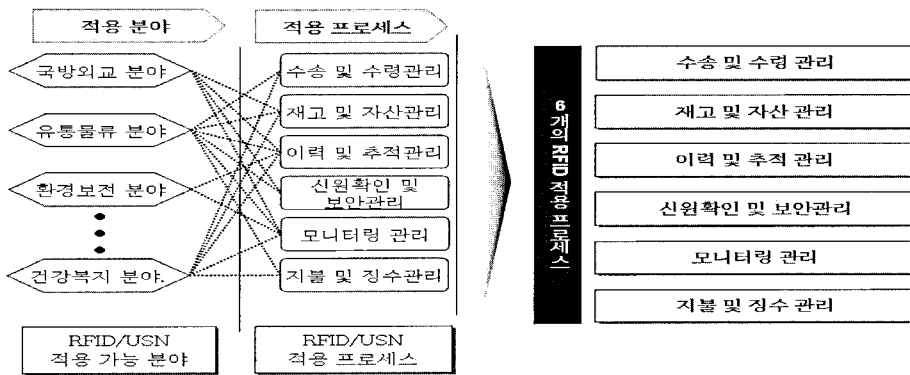 적용 분야
적용 프로세스
국방외교 분야
유통물류 분야
환경보전 분야
건강복지 분야.
RFID/USN
적용 가능 분야
수송 및 수령관리
재고 및 자산관리
이력 및 추적관리
신원확인 및
보안관리
모니터링 관리
지불 및 징수관리
RFID/USN
적용 프로세스
6개의 RFID 적용프로세스
수송 및 수령 관리
재고 및 자산 관리
이력 및 추적 관리
신원확인 및 보안관리
모니터링 관리
지불 및 징수 관리